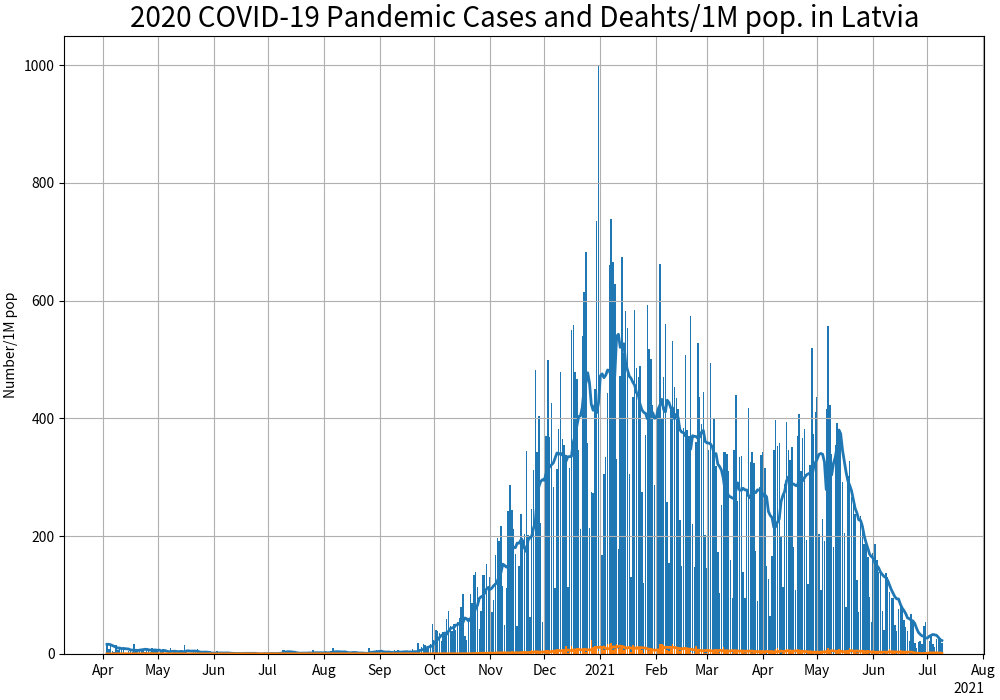 2020 COVID-19 Pandemic Cases and Deahts/1M pop. in Latvia
Number/1M pop
1000
800
600
400
200
0
Apr May Jun Jul Aug Sep Oct Nov Dec 2021 Feb Mar Apr May Jun Jul Aug
2021